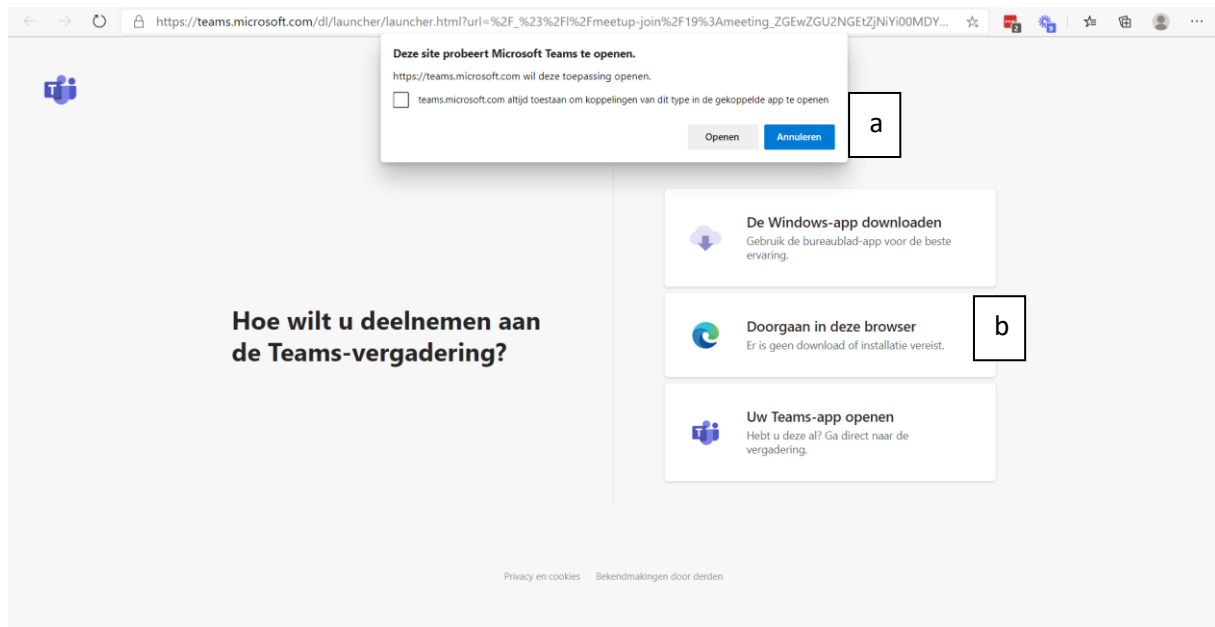 https://teams.microsoft.com/dl/launcher/launcher.html?url=%2F_%23%2Fl%2Fmeetup-join%2F19%3Ameeting_ZGEwZGU2NGEtZjNiYi00MDY...
2
9
Deze site probeert Microsoft Teams te openen.
https://teams.microsoft.com wil deze toepassing openen.
teams.microsoft.com altijd toestaan om koppelingen van dit type in de gekoppelde app te openen
Openen
Annuleren
a
De Windows-app downloaden
Gebruik de bureaublad-app voor de beste
ervaring.
Hoe wilt u deelnemen aan
de Teams-vergadering?
Doorgaan in deze browser
Er is geen download of installatie vereist.
b
Uw Teams-app openen
Hebt u deze al? Ga direct naar de
vergadering.
Privacy en cookies
Bekendmakingen door derden